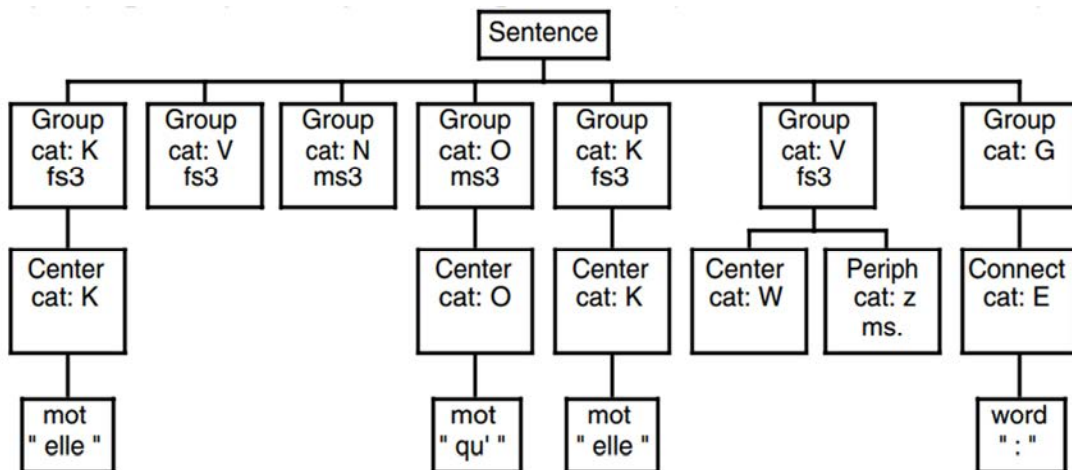 Sentence
Group
cat: K
fs3
Group
cat: V
fs3
Group
cat: N
ms3
Group
cat: O
ms3
Group
cat: K
fs3
Group
cat: V
fs3
Group
cat: G
Center
cat: K
Center
cat: O
Center
cat: K
Center
cat: W
Periph
cat: z
ms.
Connect
cat: E
mot
" elle "
mot
" qu' "
mot
" elle "
word
" : "